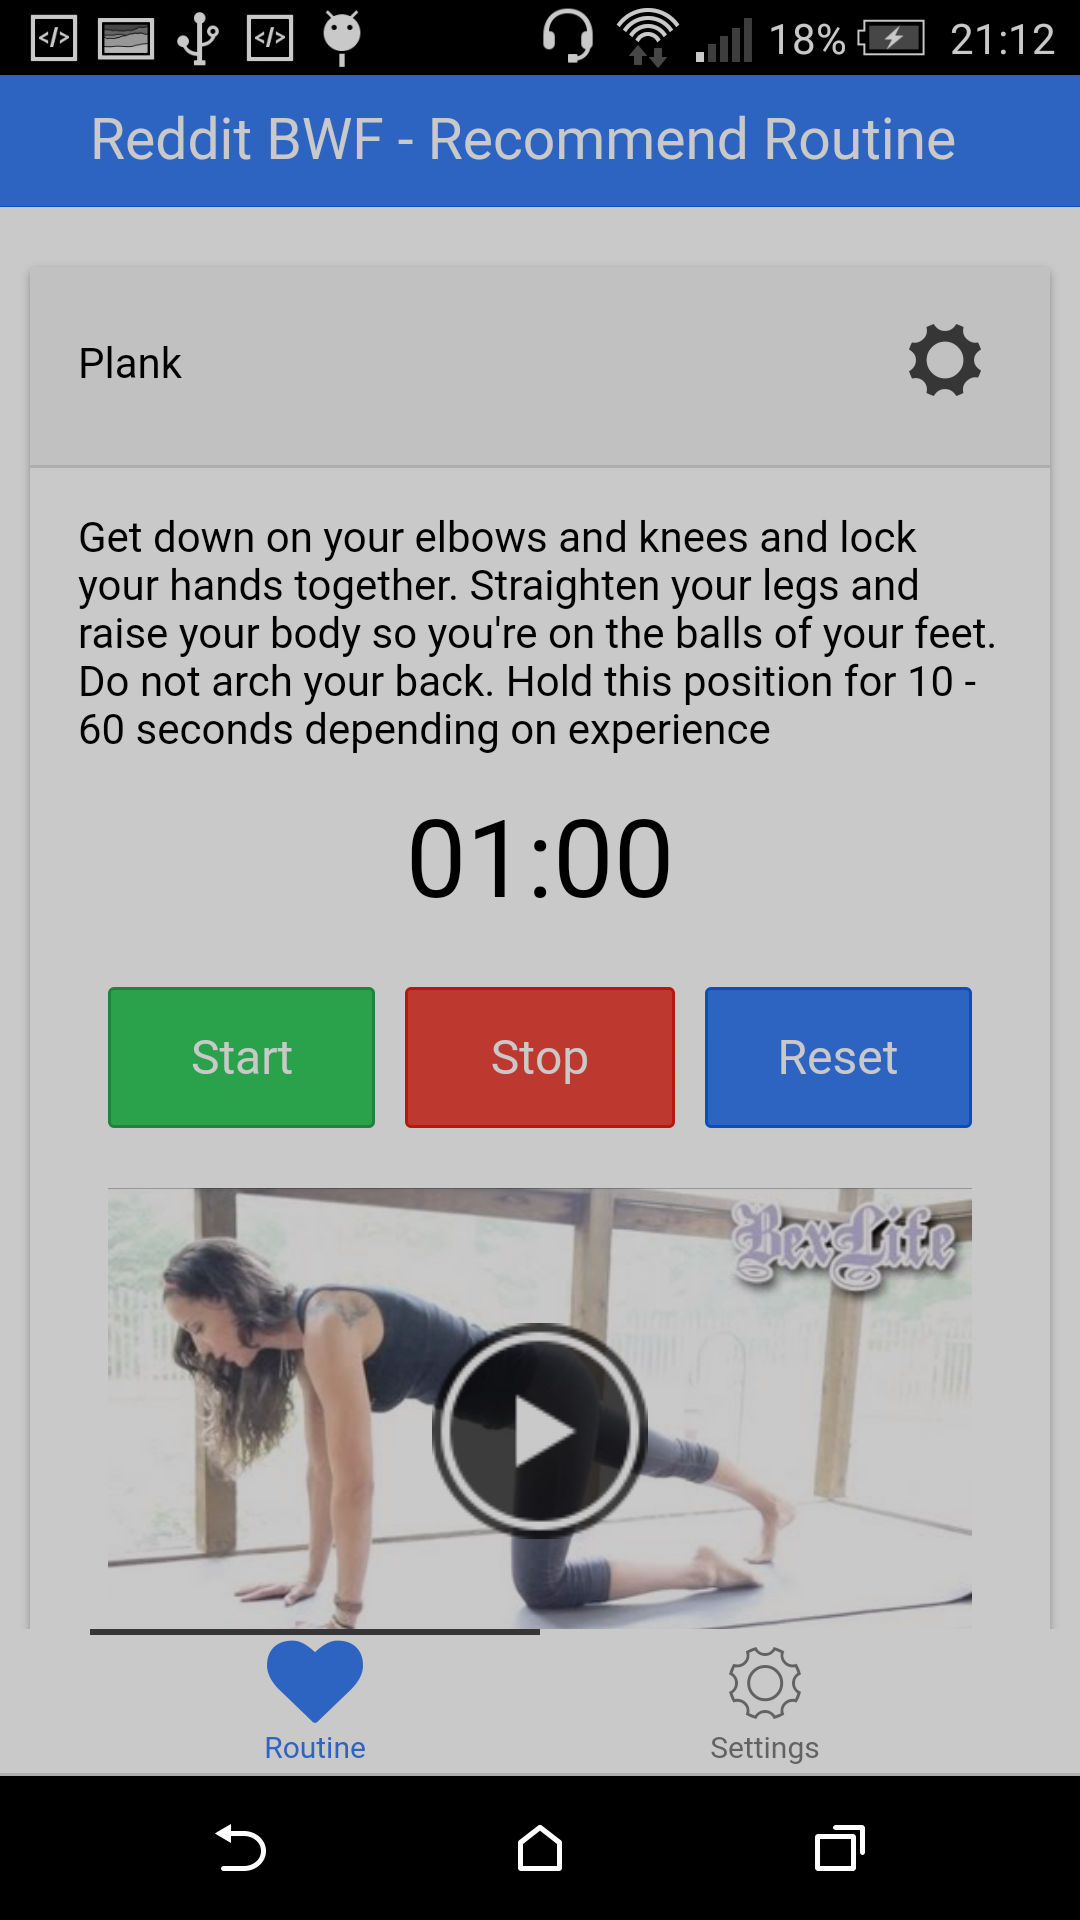 18% 21:12
Reddit BWF - Recommend Routine
Plank
Get down on your elbows and knees and lock
your hands together. Straighten your legs and
raise your body so you're on the balls of your feet.
Do not arch your back. Hold this position for 10 -
60 seconds depending on experience
01:00
Start Stop Reset
BexLife
Routine Settings